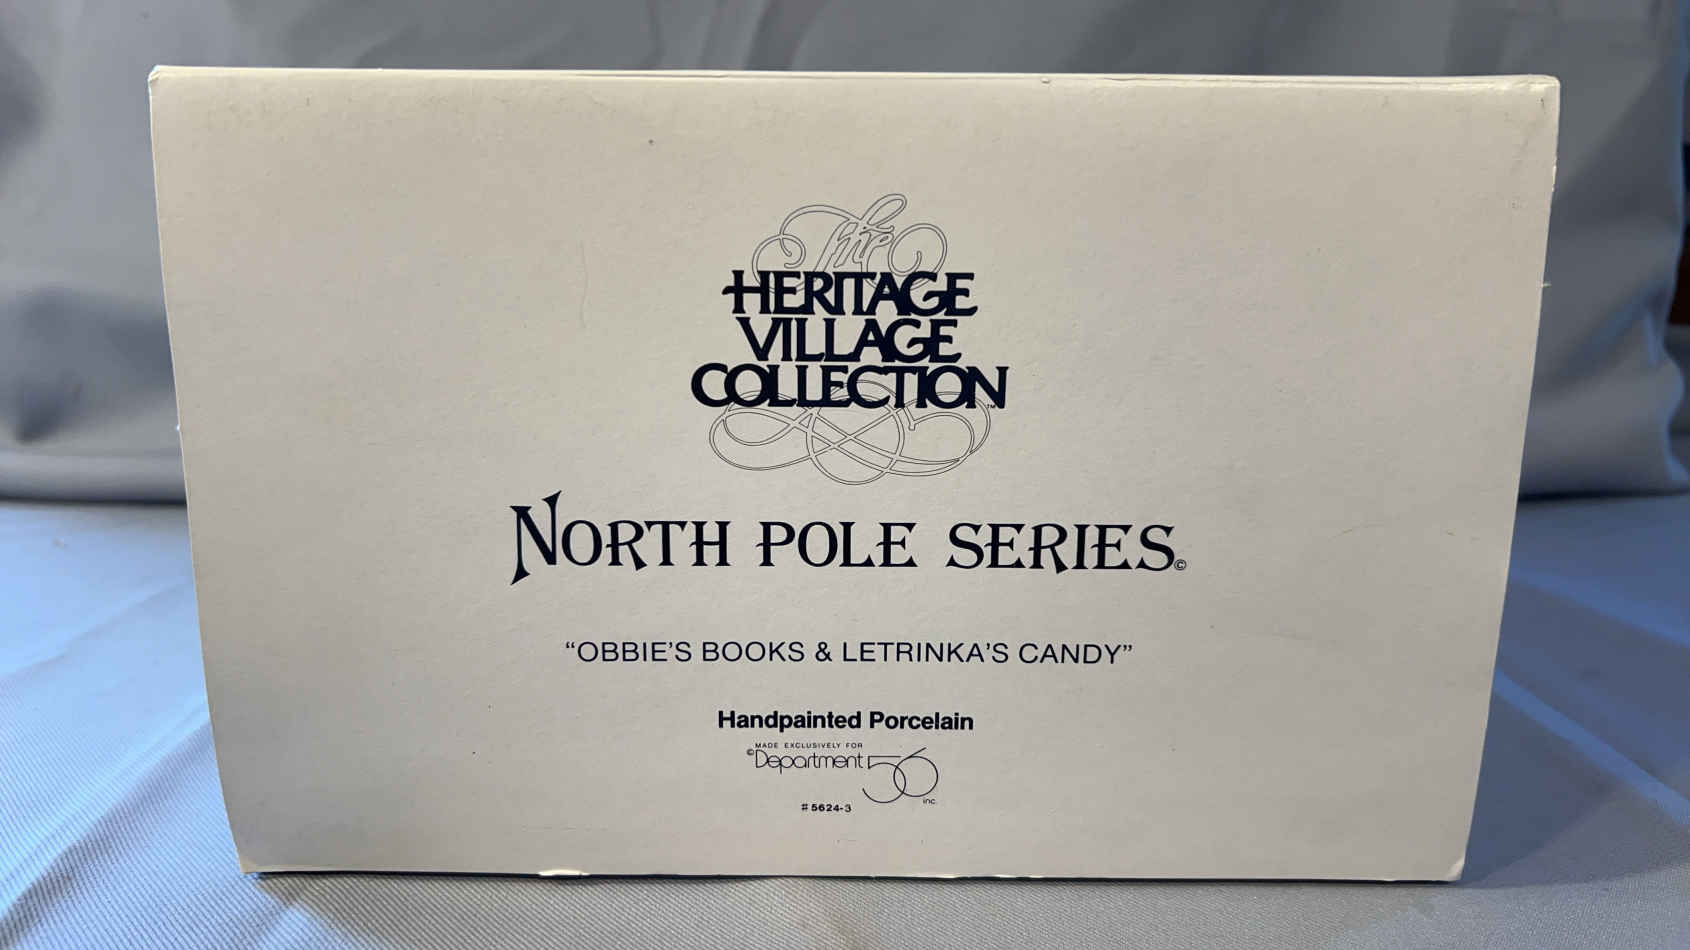 The
HERITAGE
VILLAGE
COLLECTION™
NORTH POLE SERIES©
“OBBIE’S BOOKS & LETRINKA’S CANDY”
Handpainted Porcelain
MADE EXCLUSIVELY FOR
©Department 56 inc.
# 5624-3